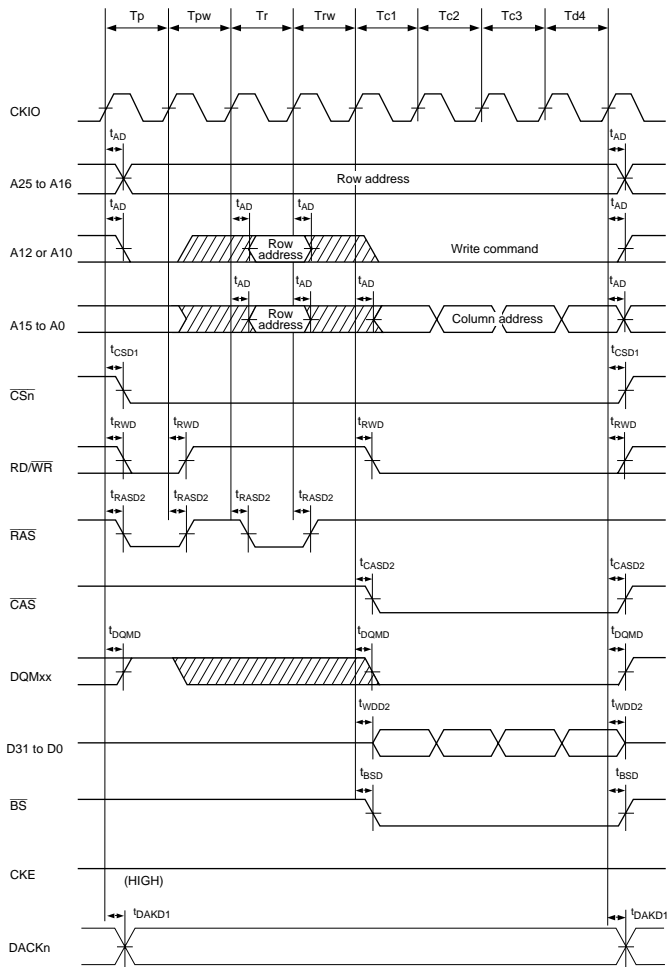 Tp Tpw Tr Trw Tc1 Tc2 Tc3 Td4
CKIO
tAD tAD
A25 to A16 Row address
tAD tAD tAD tAD
A12 or A10 Row address Write command
tAD tAD tAD tAD
A15 to A0 Row address Column address
tCSD1 tCSD1
CSn
tRWD tRWD tRWD tRWD
RD/WR
tRASD2 tRASD2 tRASD2 tRASD2
RAS
tCASD2 tCASD2
CAS
tDQMD tDQMD tDQMD
DQMxx
tWDD2 tWDD2
D31 to D0
tBSD tBSD
BS
CKE
(HIGH)
tDAKD1 tDAKD1
DACKn